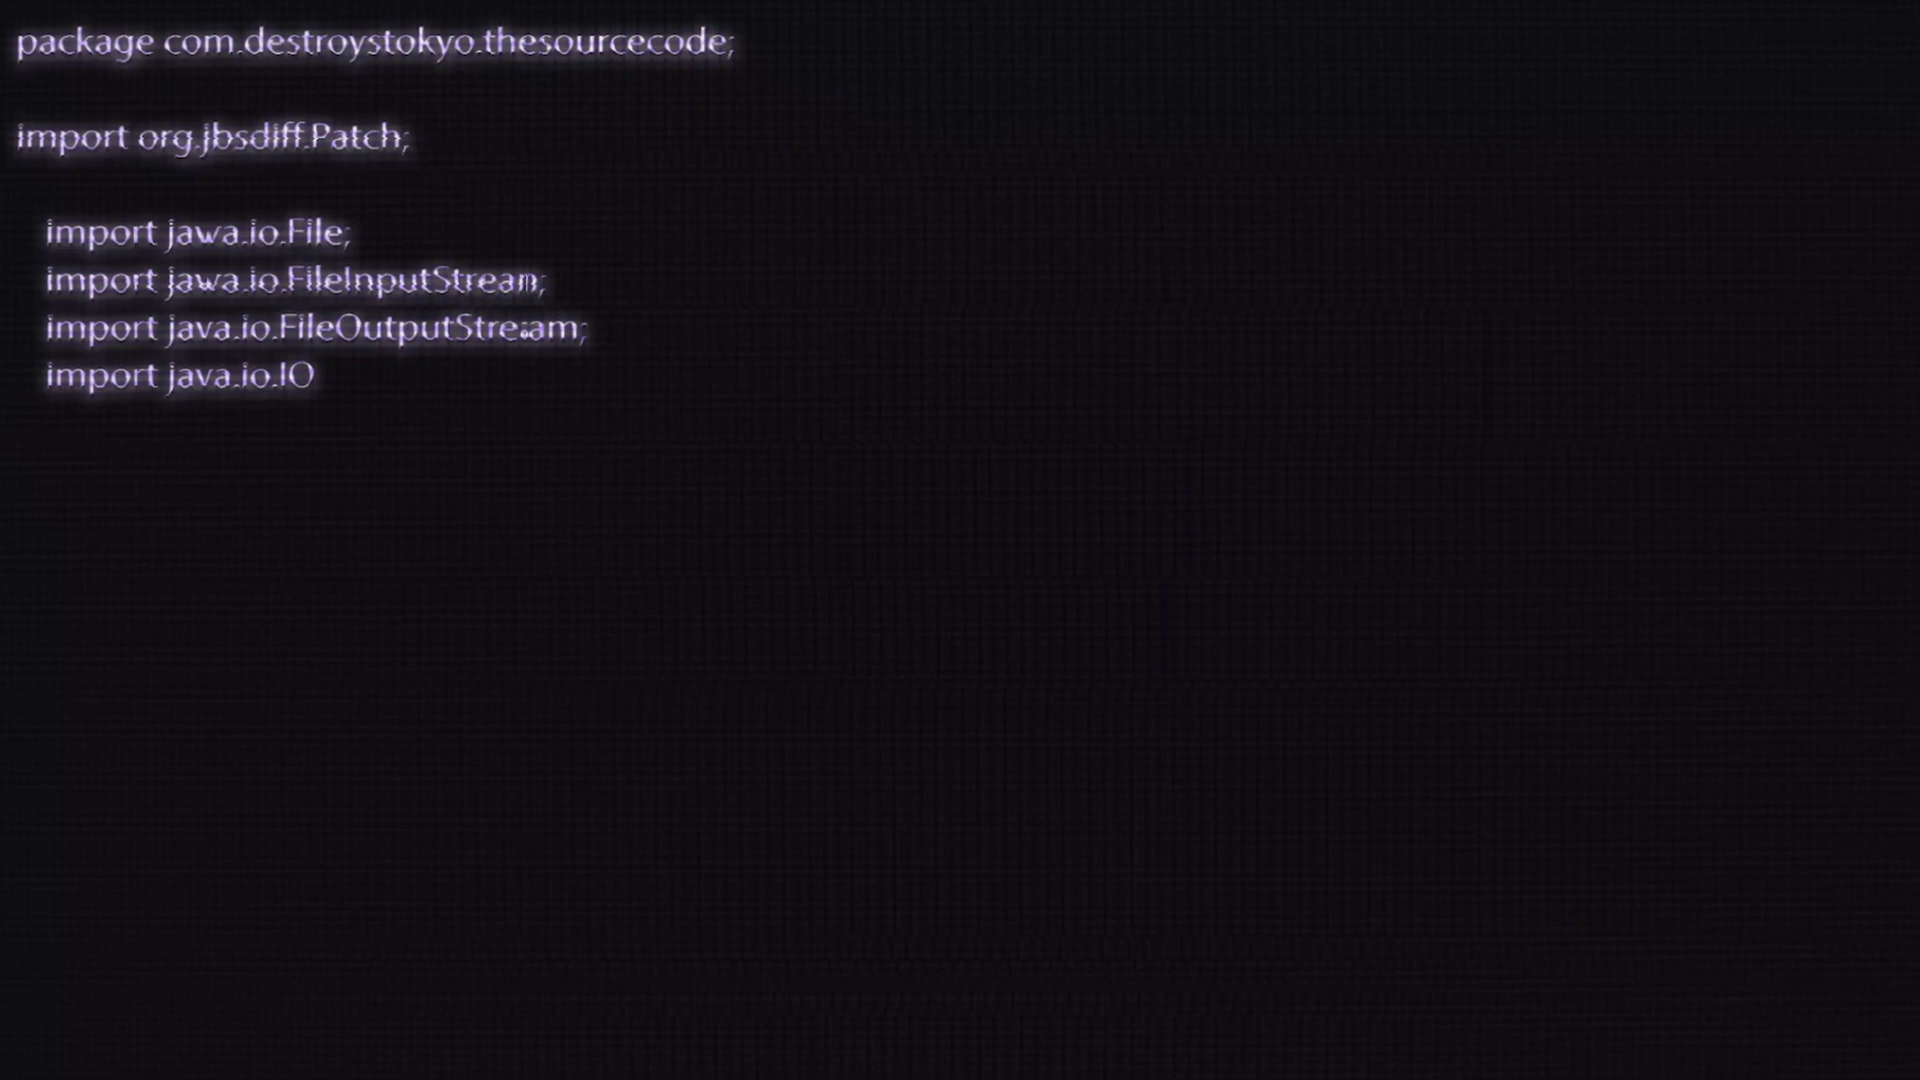 package com.destroystokyo.thesourcecode;
import org.jbsdiff.Patch;
import jawa.io.File;
import jawa.io.FileInputStream;
import java.io.FileOutputStream;
import java.io.IO